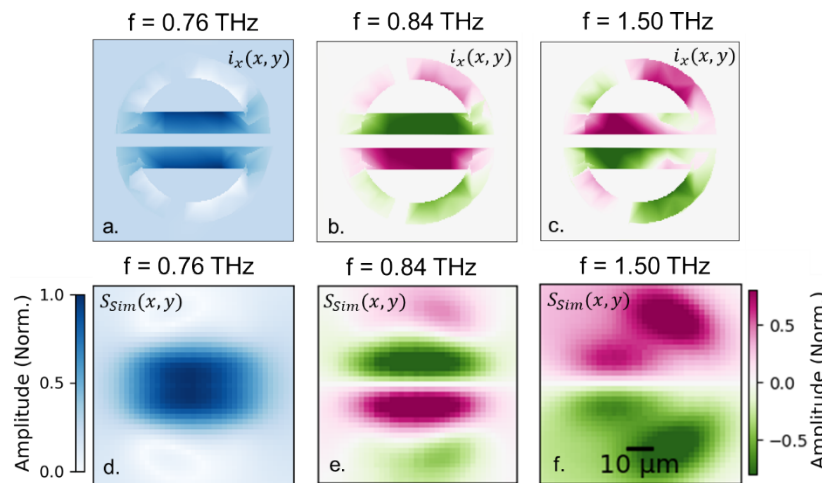 f = 0.76 THz
f = 0.84 THz
f = 1.50 THz
i_x(x, y)
i_x(x, y)
i_x(x, y)
a.
b.
c.
f = 0.76 THz
f = 0.84 THz
f = 1.50 THz
S_Sim(x, y)
S_Sim(x, y)
S_Sim(x, y)
Amplitude (Norm.)
1.0
0.5
0.0
d.
e.
f.
10 μm
0.5
0.0
−0.5
Amplitude (Norm.)